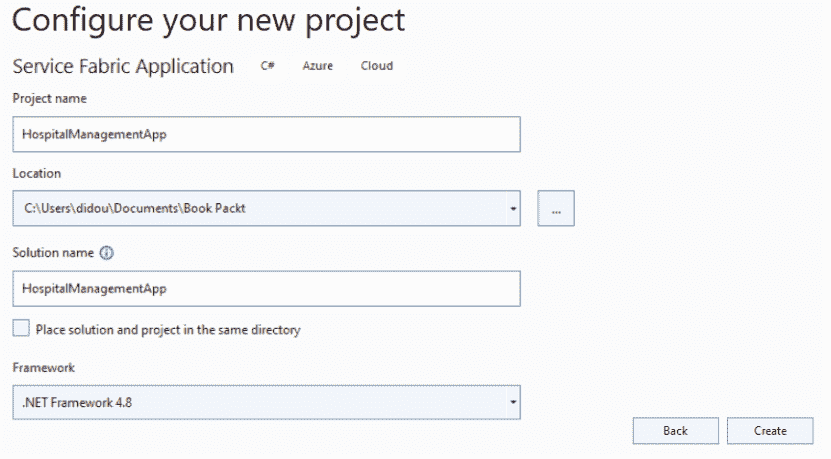 Configure your new project
Service Fabric Application C# Azure Cloud
Project name
HospitalManagementApp
Location
C:\Users\didou\Documents\Book Packt
...
Solution name
HospitalManagementApp
Place solution and project in the same directory
Framework
.NET Framework 4.8
Back Create